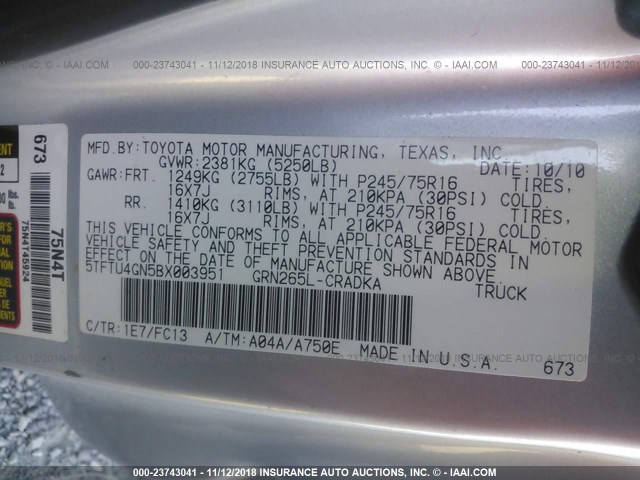 000-23743041 - 11/12/2018 INSURANCE AUTO AUCTIONS, INC. - © IAAI.COM
673
75N4T
75N4T45924
MFD.BY:TOYOTA MOTOR MANUFACTURING, TEXAS, INC.
GVWR:2381KG (5250LB) DATE:10/10
GAWR:FRT. 1249KG (2755LB) WITH P245/75R16 TIRES,
16X7J RIMS, AT 210KPA (30PSI) COLD.
RR. 1410KG (3110LB) WITH P245/75R16 TIRES,
16X7J RIMS, AT 210KPA (30PSI) COLD.
THIS VEHICLE CONFORMS TO ALL APPLICABLE FEDERAL MOTOR
VEHICLE SAFETY AND THEFT PREVENTION STANDARDS IN
EFFECT ON THE DATE OF MANUFACTURE SHOWN ABOVE.
5TFTU4GN5BX003951 GRN265L-CRADKA TRUCK
C/TR:1E7/FC13 A/TM:A04A/A750E MADE IN U.S.A.
673
000-23743041 - 11/12/2018 INSURANCE AUTO AUCTIONS, INC. - © IAAI.COM